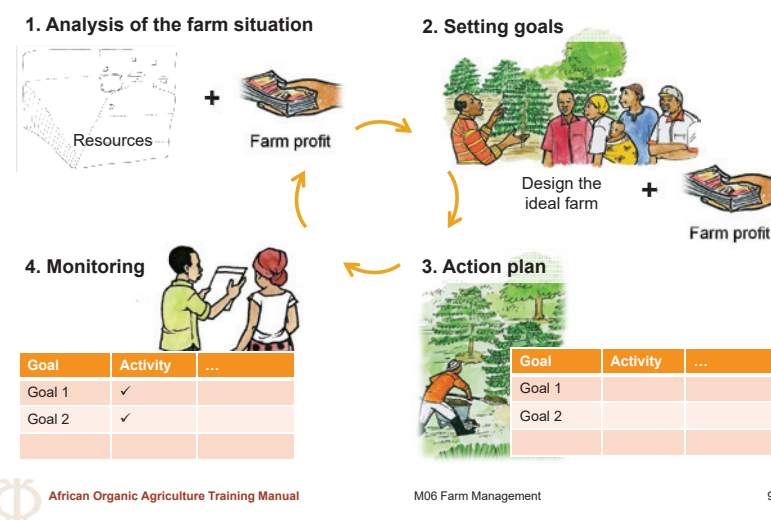 1. Analysis of the farm situation
Resources
+
Farm profit
2. Setting goals
Design the
ideal farm
+
Farm profit
3. Action plan
Goal Activity ...
Goal 1
Goal 2
4. Monitoring
Goal Activity ...
Goal 1 ✓
Goal 2 ✓
African Organic Agriculture Training Manual
M06 Farm Management
9